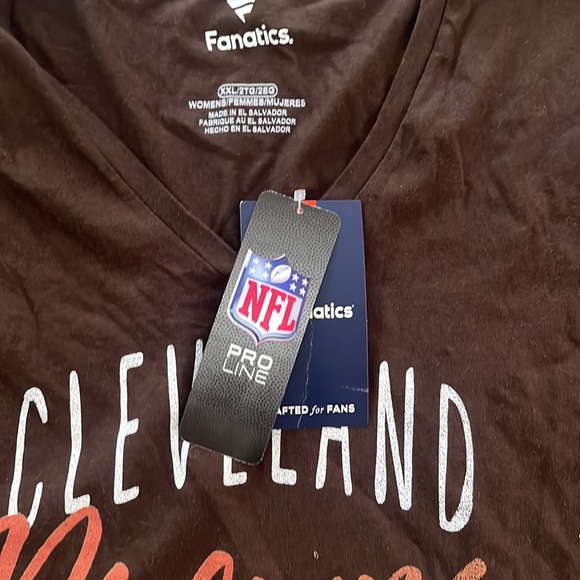 Fanatics.
XXL/2TG/2EG
WOMENS/FEMMES/MUJERES
MADE IN EL SALVADOR
FABRIQUE AU EL SALVADOR
HECHO EN EL SALVADOR
NFL
PRO
LINE
natics
AFTED for FANS
CLEVELAND
Browns